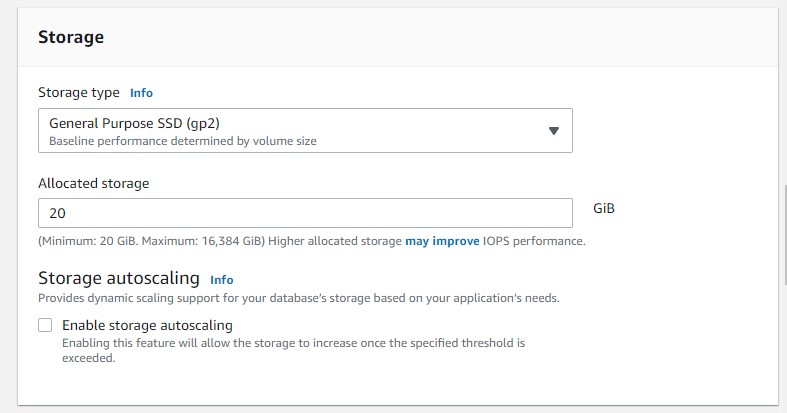 Storage
Storage type Info
General Purpose SSD (gp2)
Baseline performance determined by volume size
Allocated storage
20 GiB
(Minimum: 20 GiB. Maximum: 16,384 GiB) Higher allocated storage may improve IOPS performance.
Storage autoscaling Info
Provides dynamic scaling support for your database's storage based on your application's needs.
Enable storage autoscaling
Enabling this feature will allow the storage to increase once the specified threshold is
exceeded.